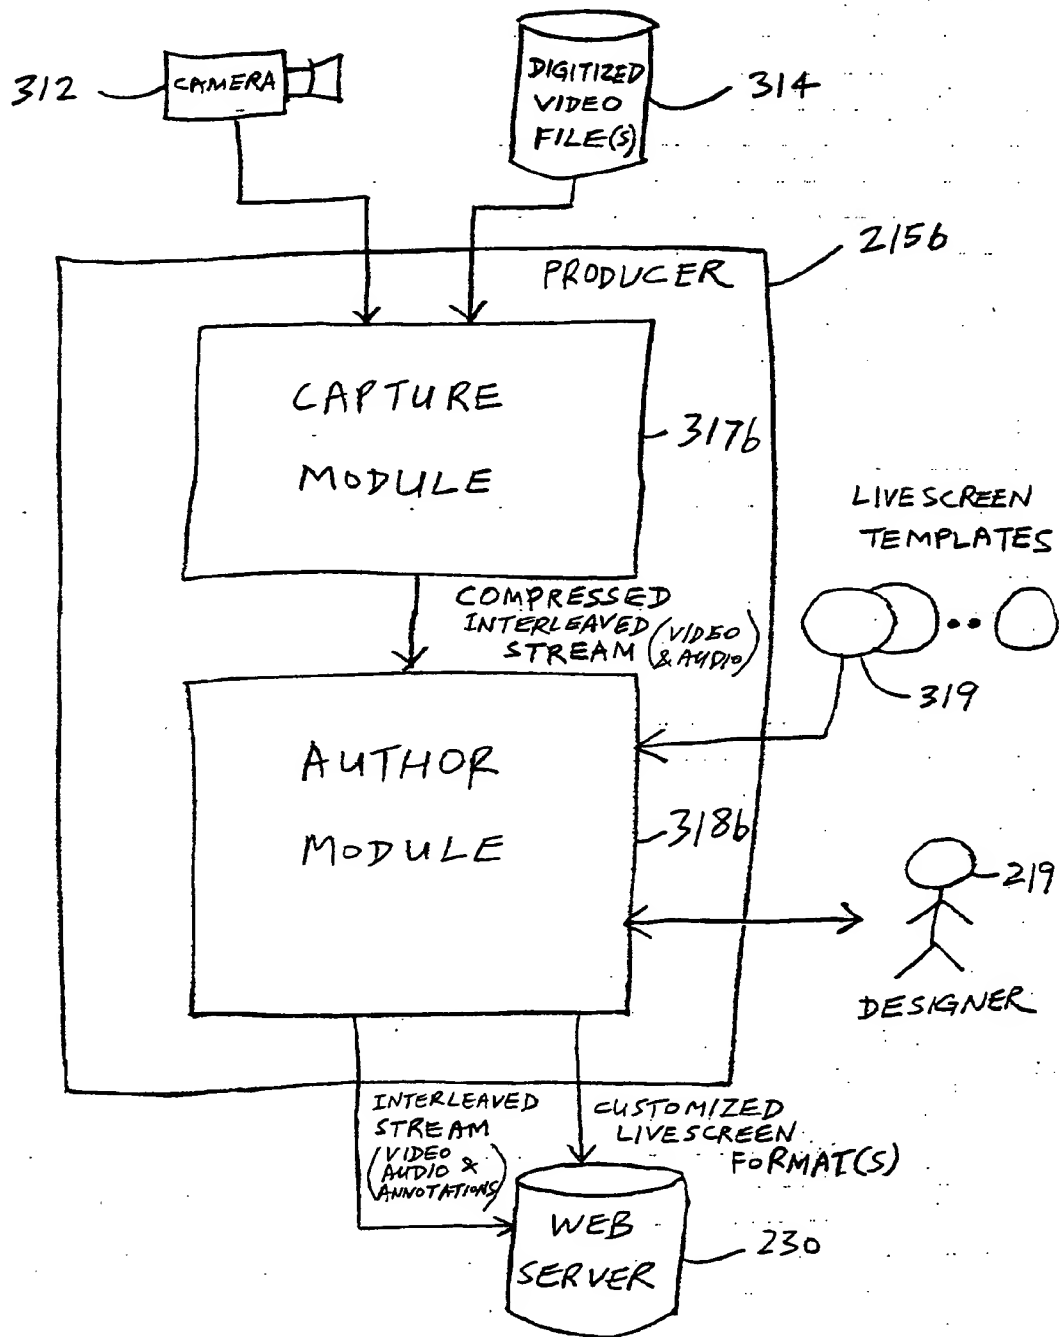 312
CAMERA
DIGITIZED
VIDEO
FILE(S)
314
215b
PRODUCER
CAPTURE
MODULE
317b
LIVESCREEN
TEMPLATES
319
COMPRESSED
INTERLEAVED
STREAM (VIDEO
& AUDIO)
AUTHOR
MODULE
318b
219
DESIGNER
INTERLEAVED
STREAM
(VIDEO
AUDIO &
ANNOTATIONS)
CUSTOMIZED
LIVESCREEN
FORMAT(S)
WEB
SERVER
230